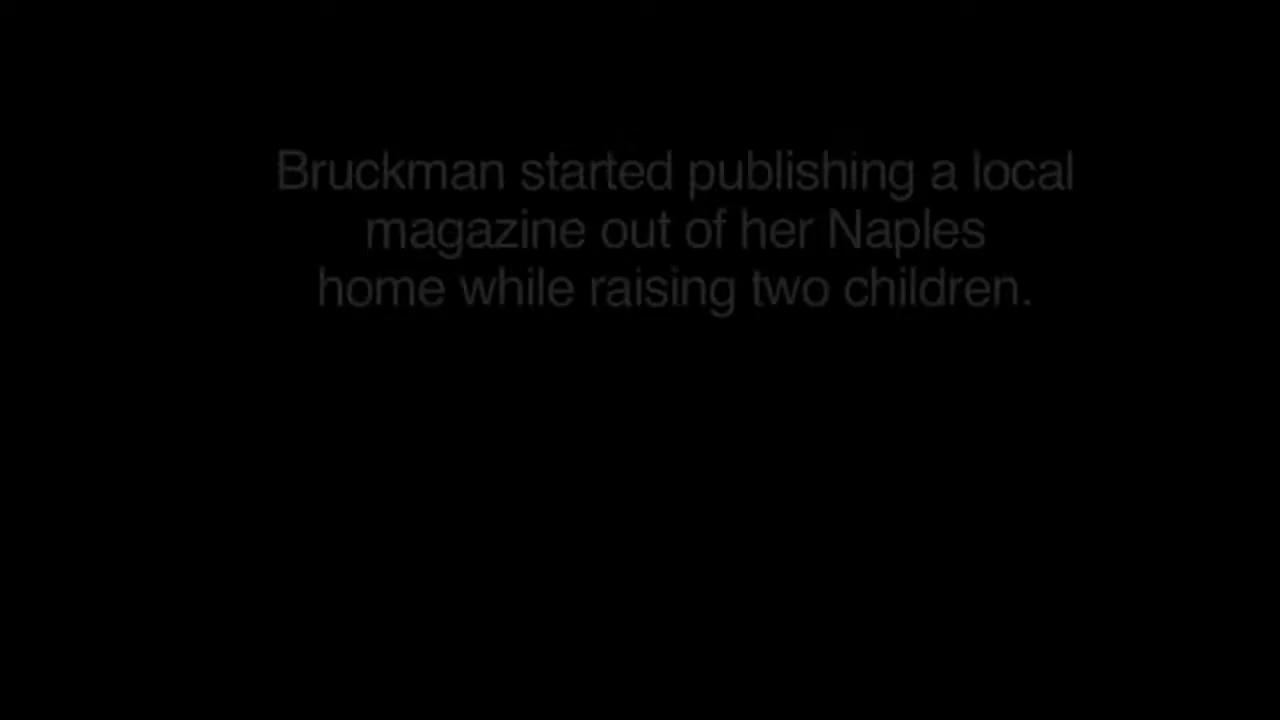 Bruckman started publishing a local
magazine out of her Naples
home while raising two children.